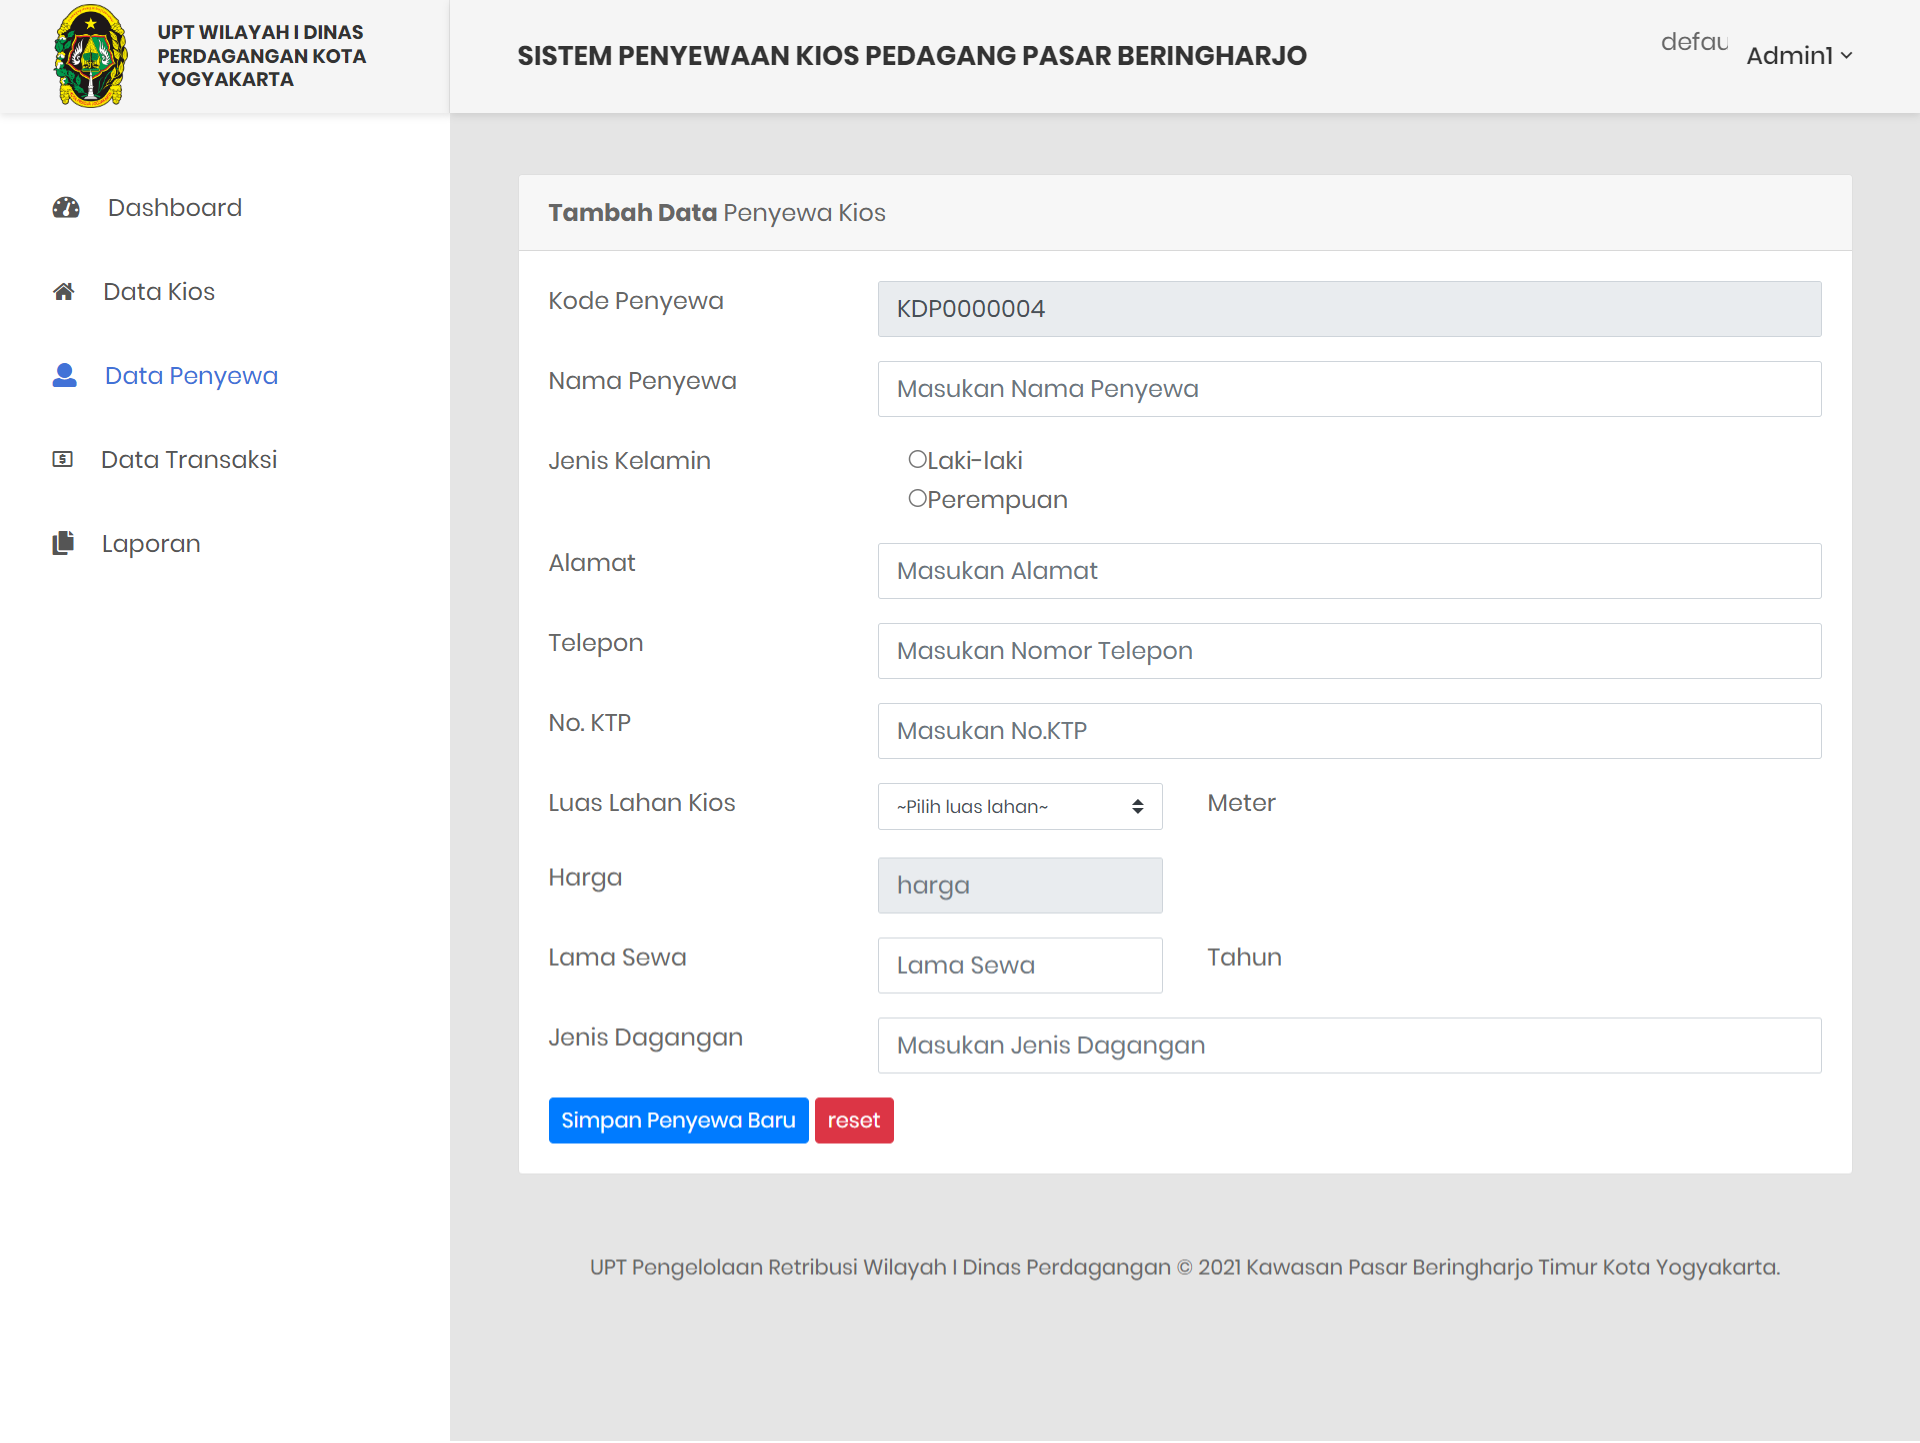 UPT WILAYAH I DINAS
PERDAGANGAN KOTA
YOGYAKARTA
SISTEM PENYEWAAN KIOS PEDAGANG PASAR BERINGHARJO
defau
Admin1
Dashboard
Data Kios
Data Penyewa
Data Transaksi
Laporan
Tambah Data Penyewa Kios
Kode Penyewa
KDP0000004
Nama Penyewa
Masukan Nama Penyewa
Jenis Kelamin
Laki-laki
Perempuan
Alamat
Masukan Alamat
Telepon
Masukan Nomor Telepon
No. KTP
Masukan No.KTP
Luas Lahan Kios
~Pilih luas lahan~
Meter
Harga
harga
Lama Sewa
Lama Sewa
Tahun
Jenis Dagangan
Masukan Jenis Dagangan
Simpan Penyewa Baru
reset
UPT Pengelolaan Retribusi Wilayah I Dinas Perdagangan © 2021 Kawasan Pasar Beringharjo Timur Kota Yogyakarta.